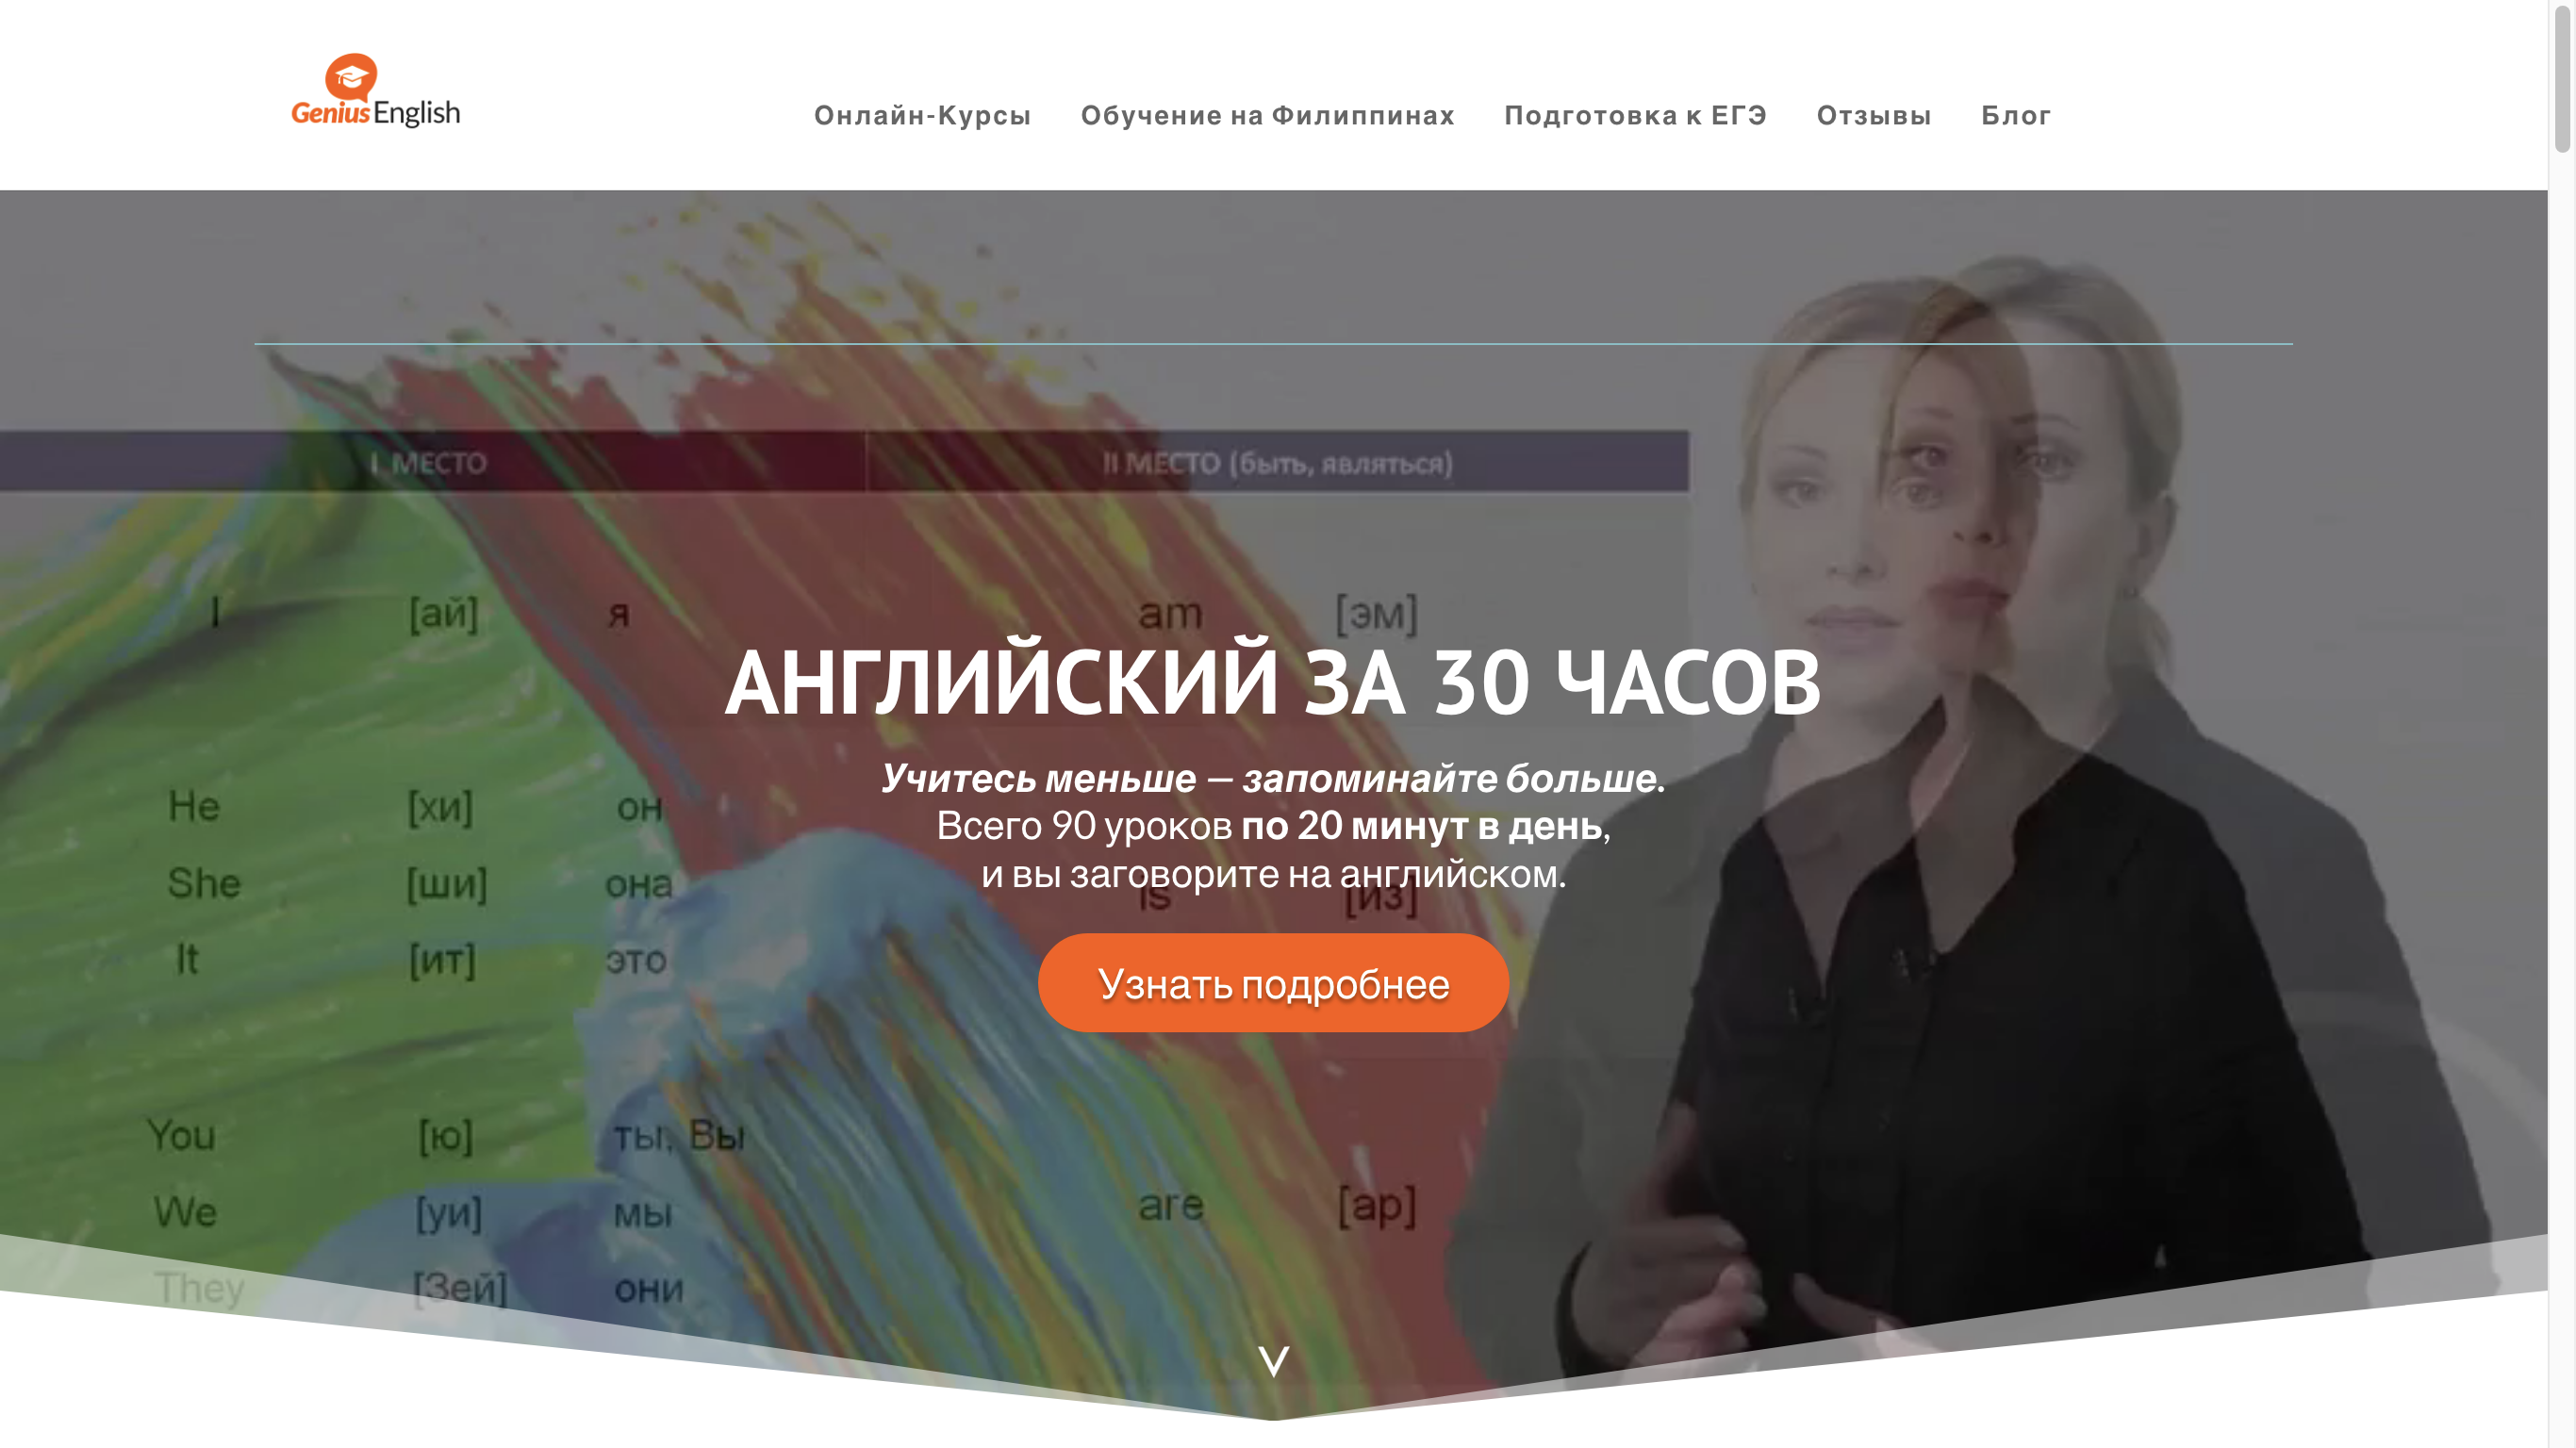 Genius English
Онлайн-Курсы Обучение на Филиппинах Подготовка к ЕГЭ Отзывы Блог
I МЕСТО II МЕСТО (быть, являться)
I [ай] я am [эм]
АНГЛИЙСКИЙ ЗА 30 ЧАСОВ
Учитесь меньше — запоминайте больше.
He [хи] он
Всего 90 уроков по 20 минут в день,
и вы заговорите на английском.
She [ши] она is [из]
It [ит] это
Узнать подробнее
You [ю] ты, Вы
We [уи] мы are [ар]
They [Зей] они